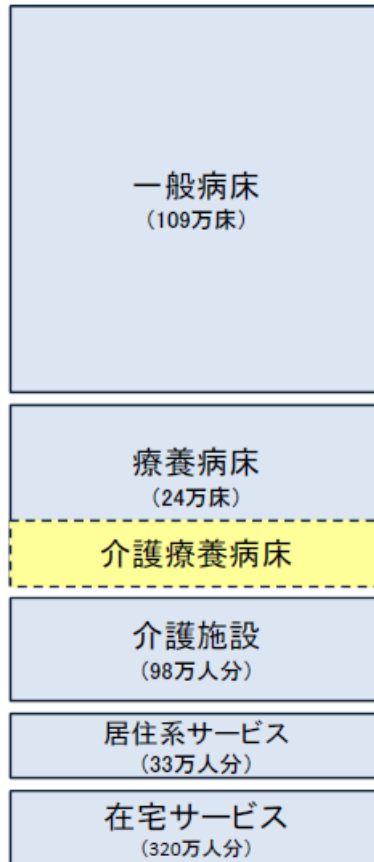 一般病床
（109万床）
療養病床
（24万床）
介護療養病床
介護施設
（98万人分）
居住系サービス
（33万人分）
在宅サービス
（320万人分）